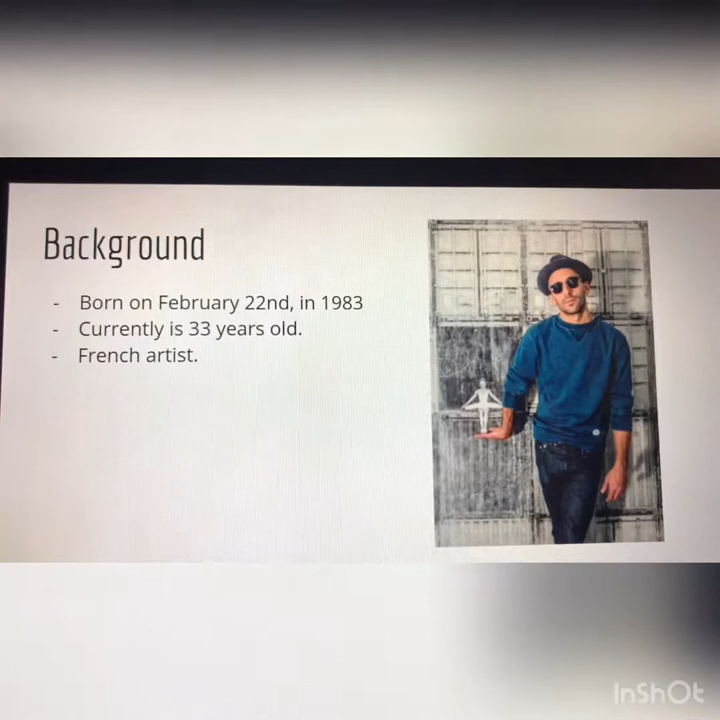 Background
- Born on February 22nd, in 1983
- Currently is 33 years old.
- French artist.
InShOt